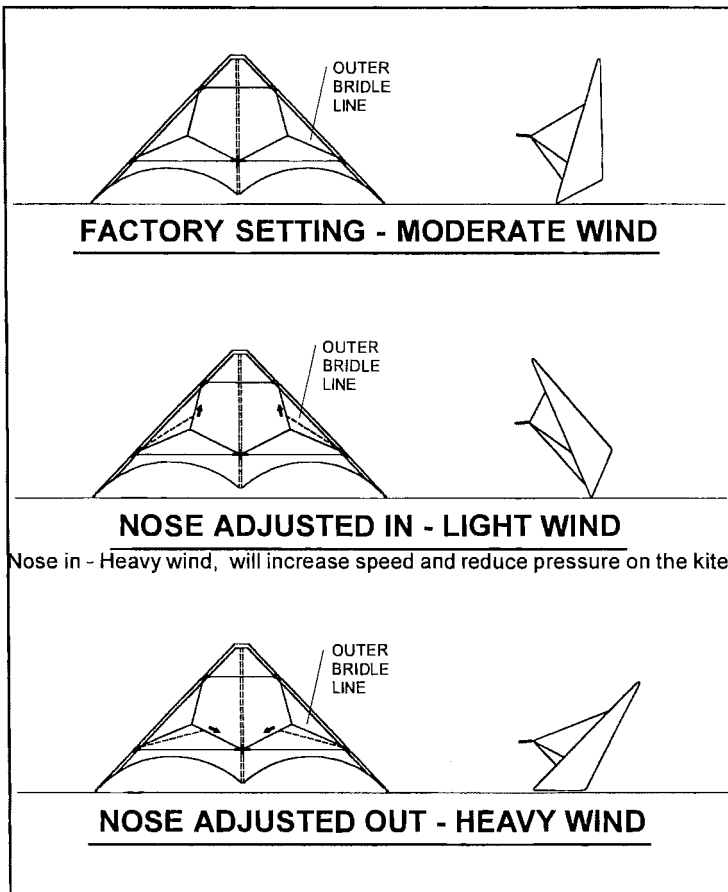 OUTER
BRIDLE
LINE
FACTORY SETTING - MODERATE WIND
OUTER
BRIDLE
LINE
NOSE ADJUSTED IN - LIGHT WIND
Nose in - Heavy wind, will increase speed and reduce pressure on the kite
OUTER
BRIDLE
LINE
NOSE ADJUSTED OUT - HEAVY WIND